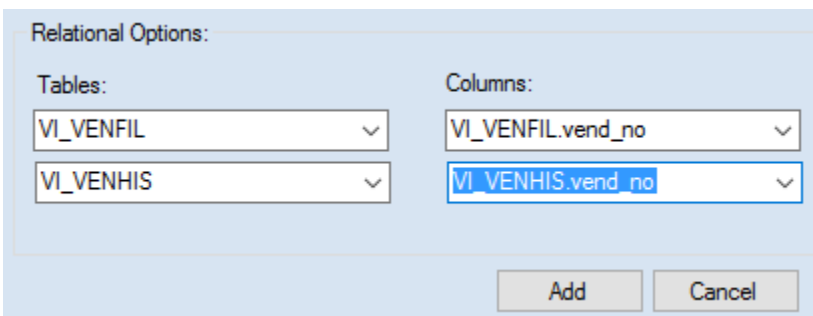 Relational Options:
Tables: Columns:
VI_VENFIL VI_VENFIL.vend_no
VI_VENHIS VI_VENHIS.vend_no
Add Cancel